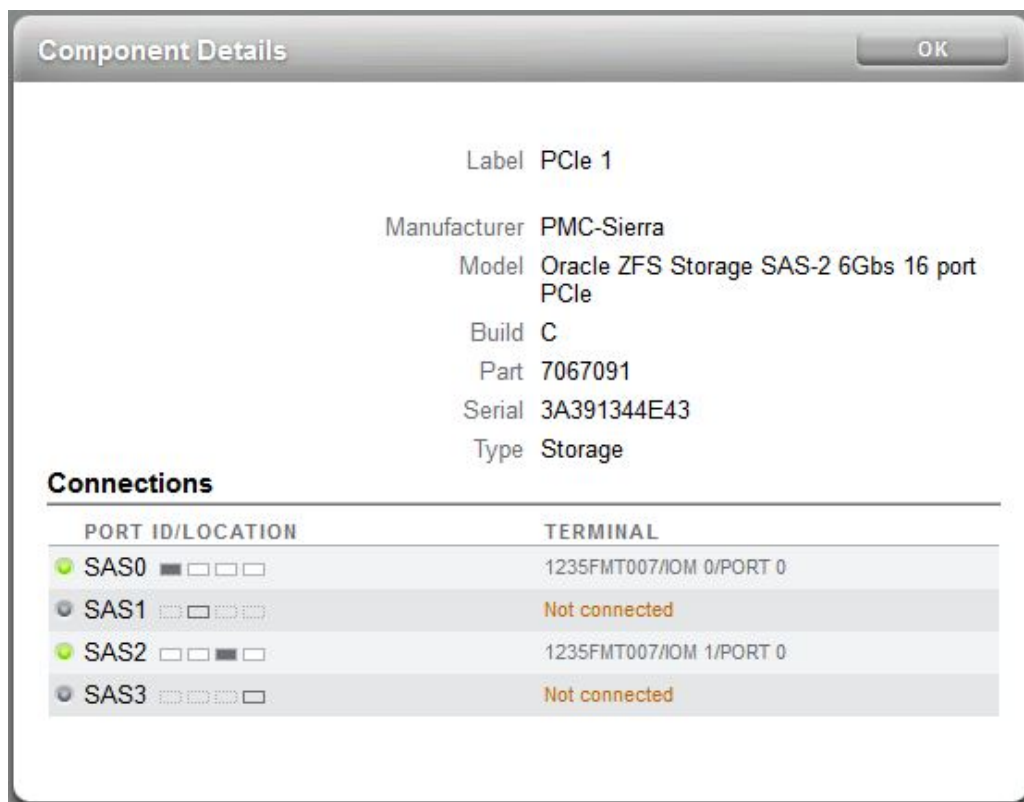 Component Details
OK
Label PCIe 1
Manufacturer PMC-Sierra
Model Oracle ZFS Storage SAS-2 6Gbs 16 port
PCIe
Build C
Part 7067091
Serial 3A391344E43
Type Storage
Connections
PORT ID/LOCATION TERMINAL
SAS0 1235FMT007/IOM 0/PORT 0
SAS1 Not connected
SAS2 1235FMT007/IOM 1/PORT 0
SAS3 Not connected